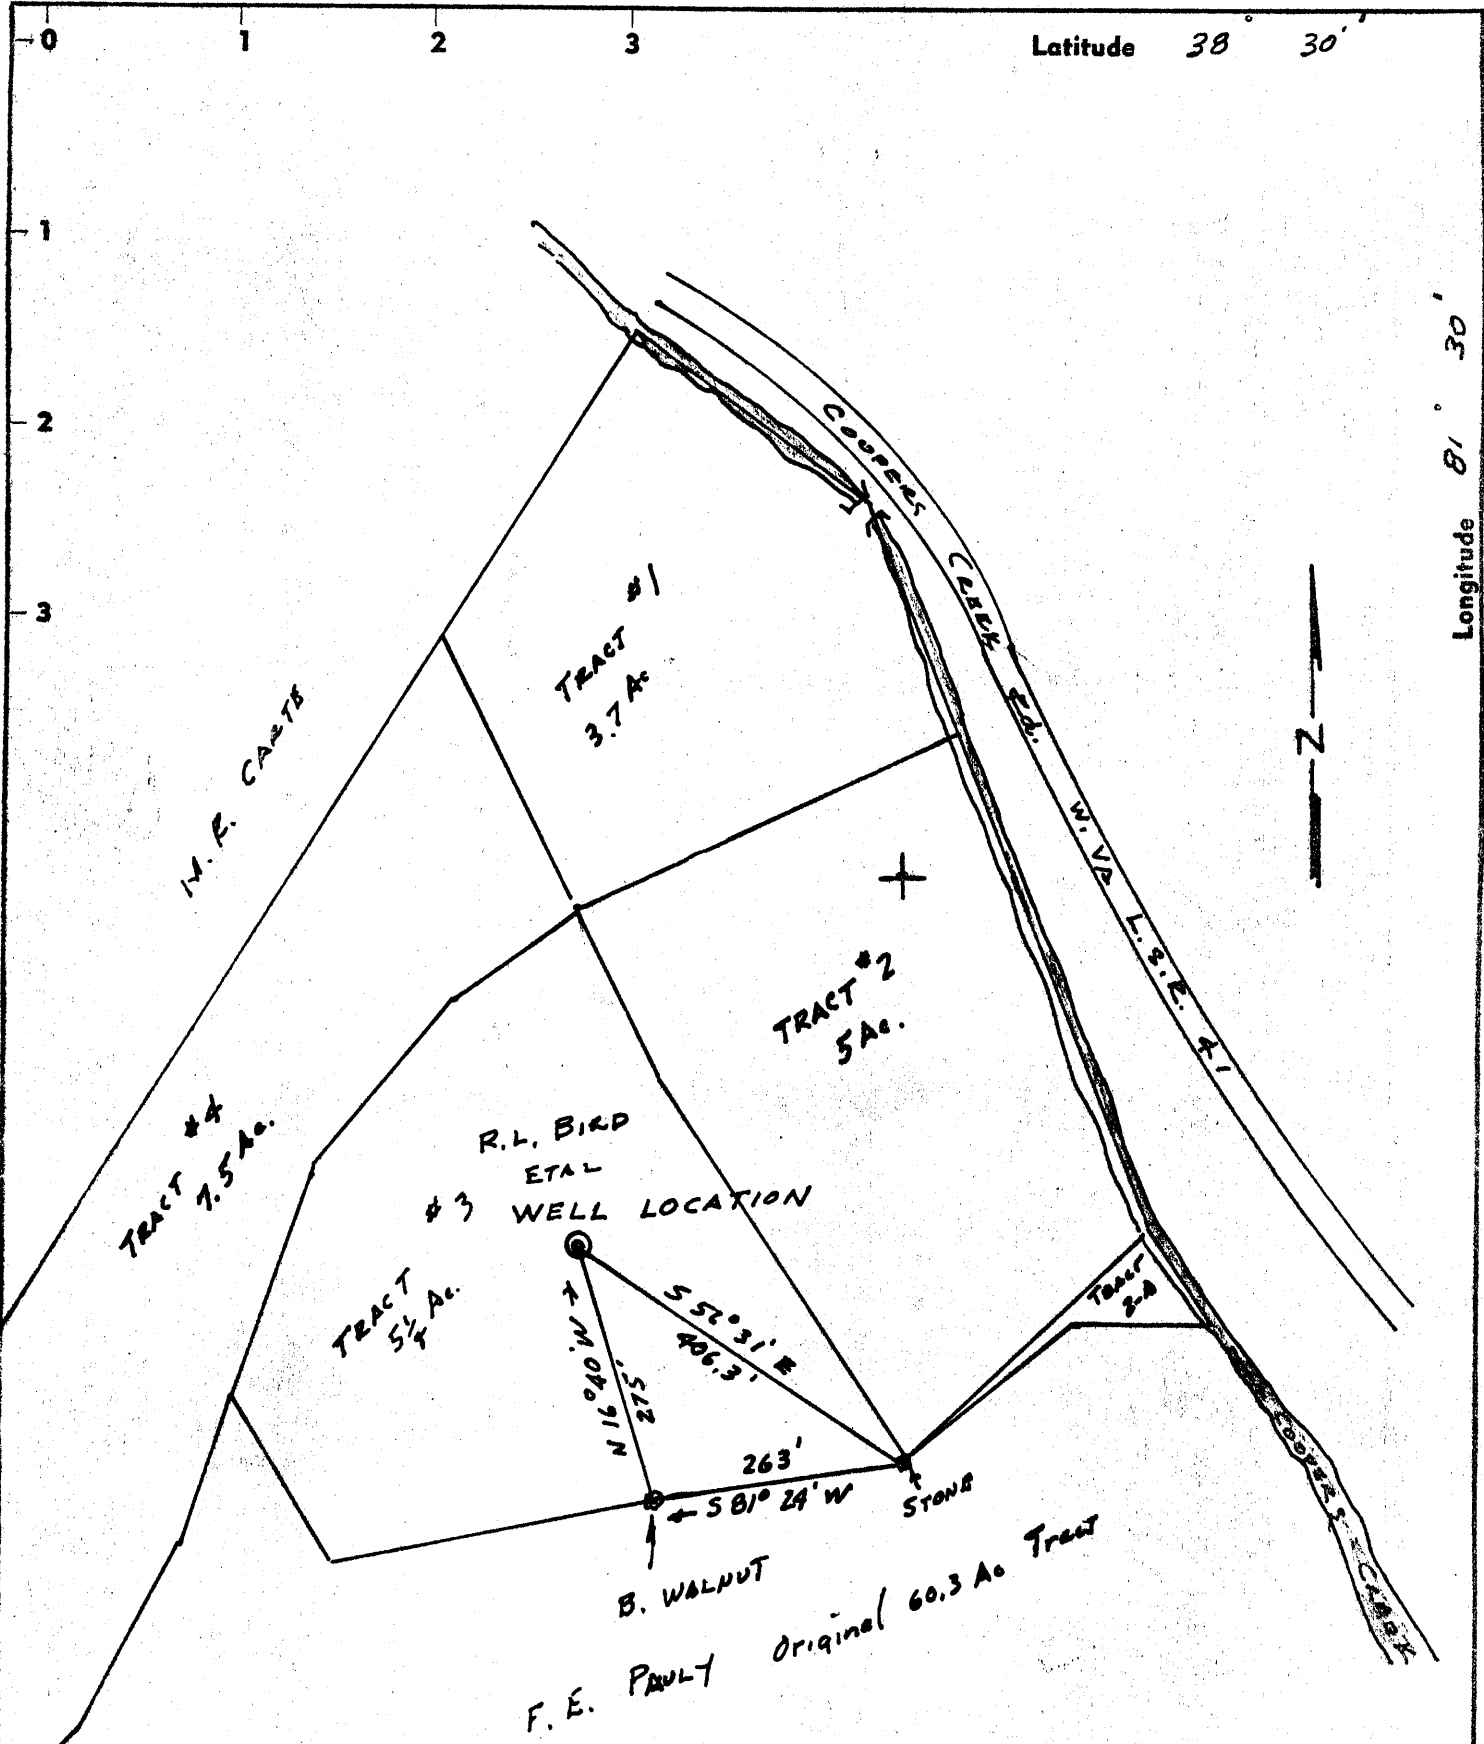 0 1 2 3 Latitude 38° 30'
1
2
3
Longitude 81° 30'
COOPERS CREEK Rd. W. VA L.S.R. 41
TRACT #1
3.7 Ac
M. R. CARTE
N
TRACT #2
5 Ac.
TRACT #4
7.5 Ac.
R.L. BIRD
ETAL
#3 WELL LOCATION
TRACT
5 1/4 Ac.
S 52° 31' E
406.3'
N 16° 40' W.
275'
TRACT
2-A
263'
S 81° 24' W
STONE
B. WALNUT
COOPERS CREEK
F. E. PAULY Original 60.3 Ac Tract